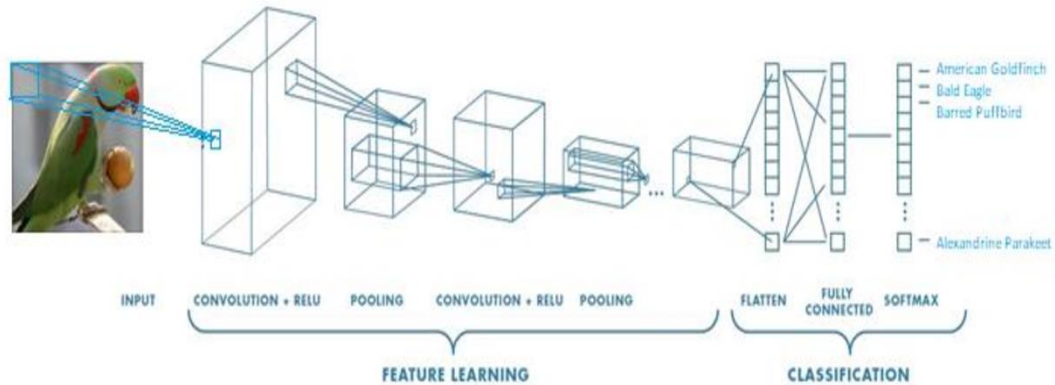 American Goldfinch
Bald Eagle
Barred Puffbird
...
Alexandrine Parakeet
INPUT
CONVOLUTION + RELU
POOLING
CONVOLUTION + RELU
POOLING
FLATTEN
FULLY
CONNECTED
SOFTMAX
FEATURE LEARNING
CLASSIFICATION